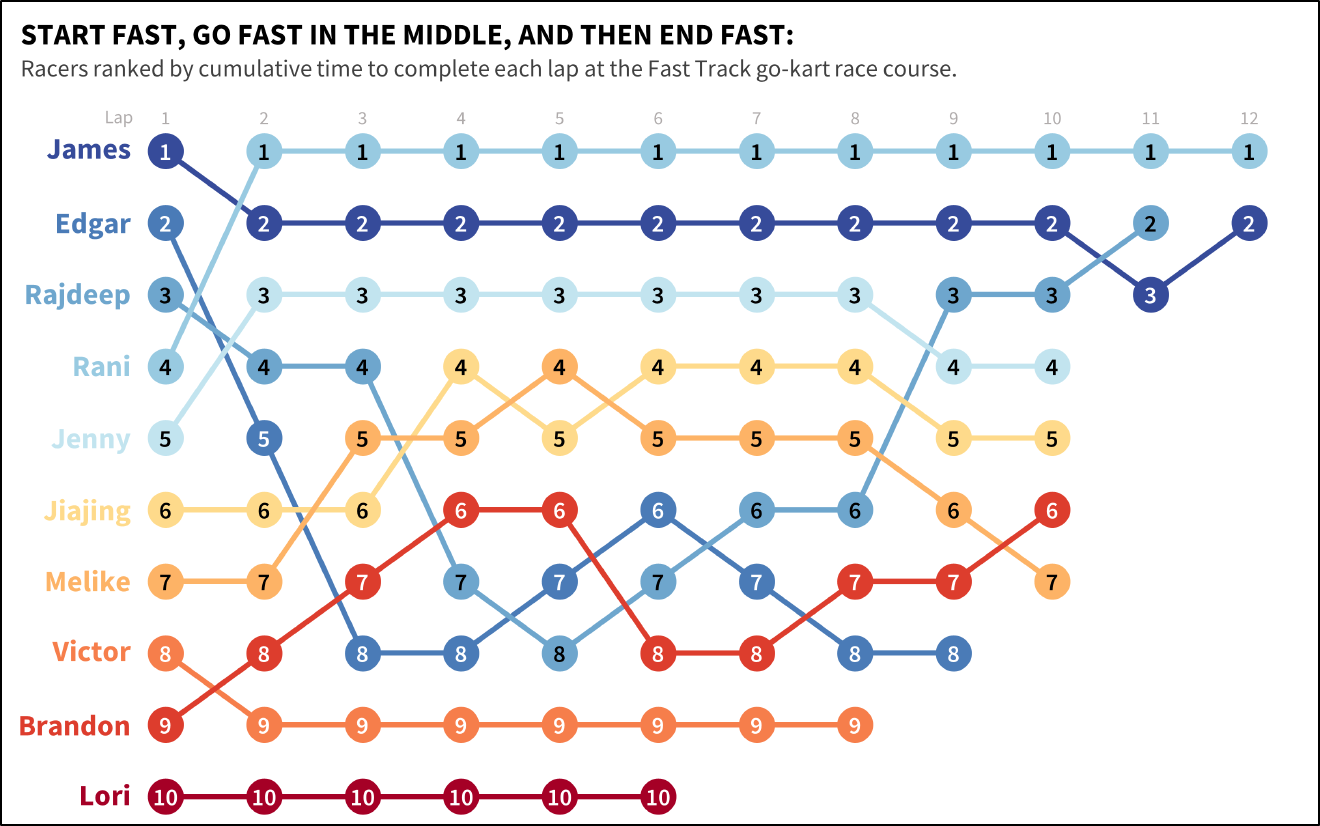 START FAST, GO FAST IN THE MIDDLE, AND THEN END FAST:
Racers ranked by cumulative time to complete each lap at the Fast Track go-kart race course.
Lap 1 2 3 4 5 6 7 8 9 10 11 12
James 1 1 1 1 1 1 1 1 1 1 1 1
Edgar 2 2 2 2 2 2 2 2 2 2 2 2
Rajdeep 3 3 3 3 3 3 3 3 3 3 3
Rani 4 4 4 4 4 4 4 4 4 4
Jenny 5 5 5 5 5 5 5 5 5 5
Jiajing 6 6 6 6 6 6 6 6 6 6
Melike 7 7 7 7 7 7 7 7 7 7
Victor 8 8 8 8 8 8 8 8 8
Brandon 9 9 9 9 9 9 9 9
Lori 10 10 10 10 10 10